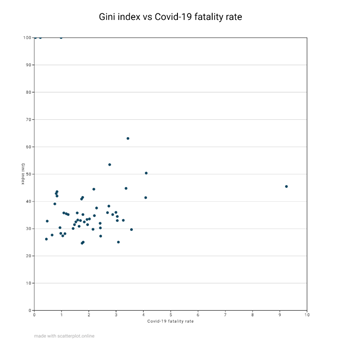 Gini index vs Covid-19 fatality rate
100
90
80
70
60
50
40
30
20
10
0
0 1 2 3 4 5 6 7 8 9 10
Covid-19 fatality rate
made with scatterplot.online